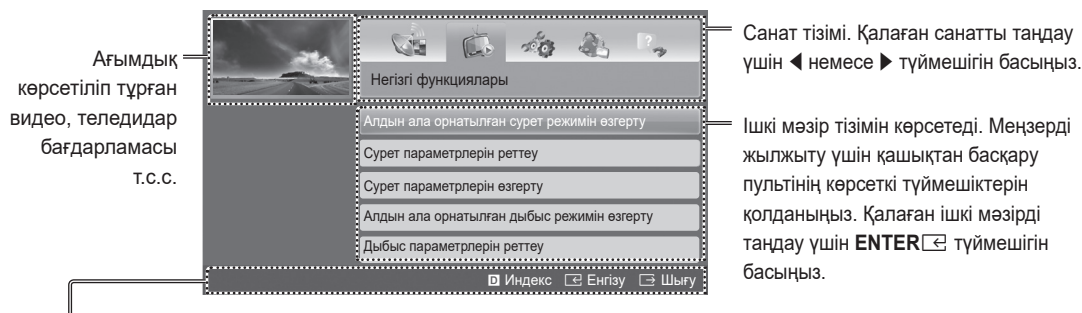 Ағымдық
көрсетіліп тұрған
видео, теледидар
бағдарламасы
т.с.с.
Негізгі функциялары
Алдын ала орнатылған сурет режимін өзгерту
Сурет параметрлерін реттеу
Сурет параметрлерін өзгерту
Алдын ала орнатылған дыбыс режимін өзгерту
Дыбыс параметрлерін реттеу
D Индекс Енгізу Шығу
Санат тізімі. Қалаған санатты таңдау
үшін ◀ немесе ▶ түймешігін басыңыз.
Ішкі мәзір тізімін көрсетеді. Меңзерді
жылжыту үшін қашықтан басқару
пультінің көрсеткі түймешіктерін
қолданыңыз. Қалаған ішкі мәзірді
таңдау үшін ENTER түймешігін
басыңыз.